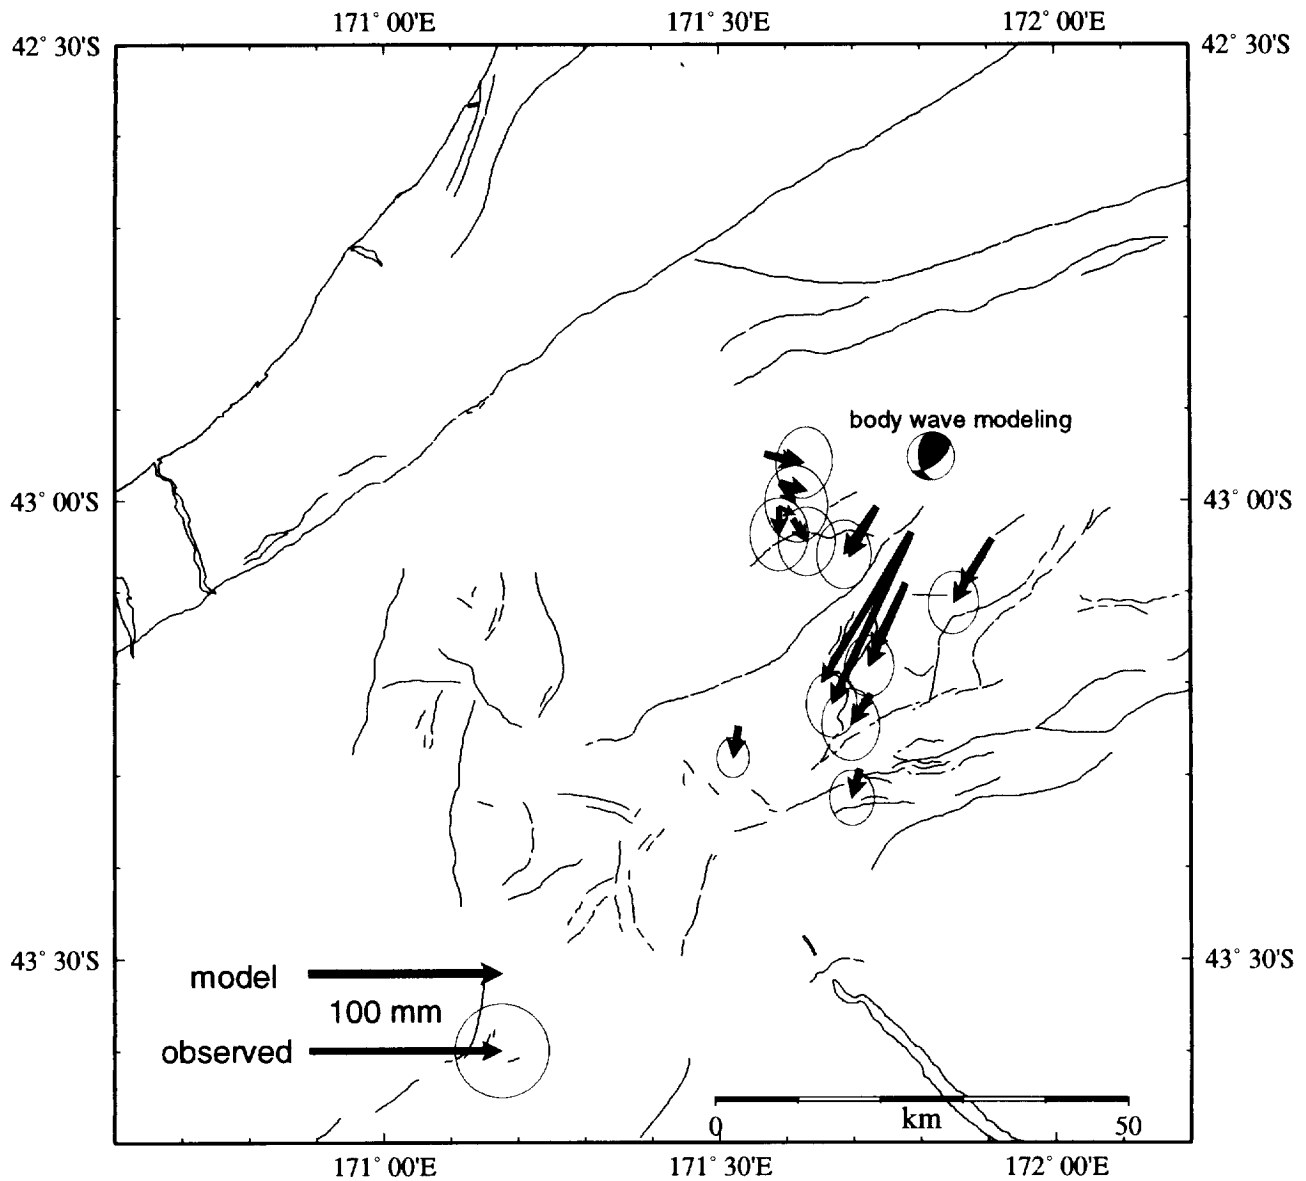 171° 00'E 171° 30'E 172° 00'E
42° 30'S 42° 30'S
body wave modeling
43° 00'S 43° 00'S
43° 30'S 43° 30'S
model
100 mm
observed
km
0 50
171° 00'E 171° 30'E 172° 00'E